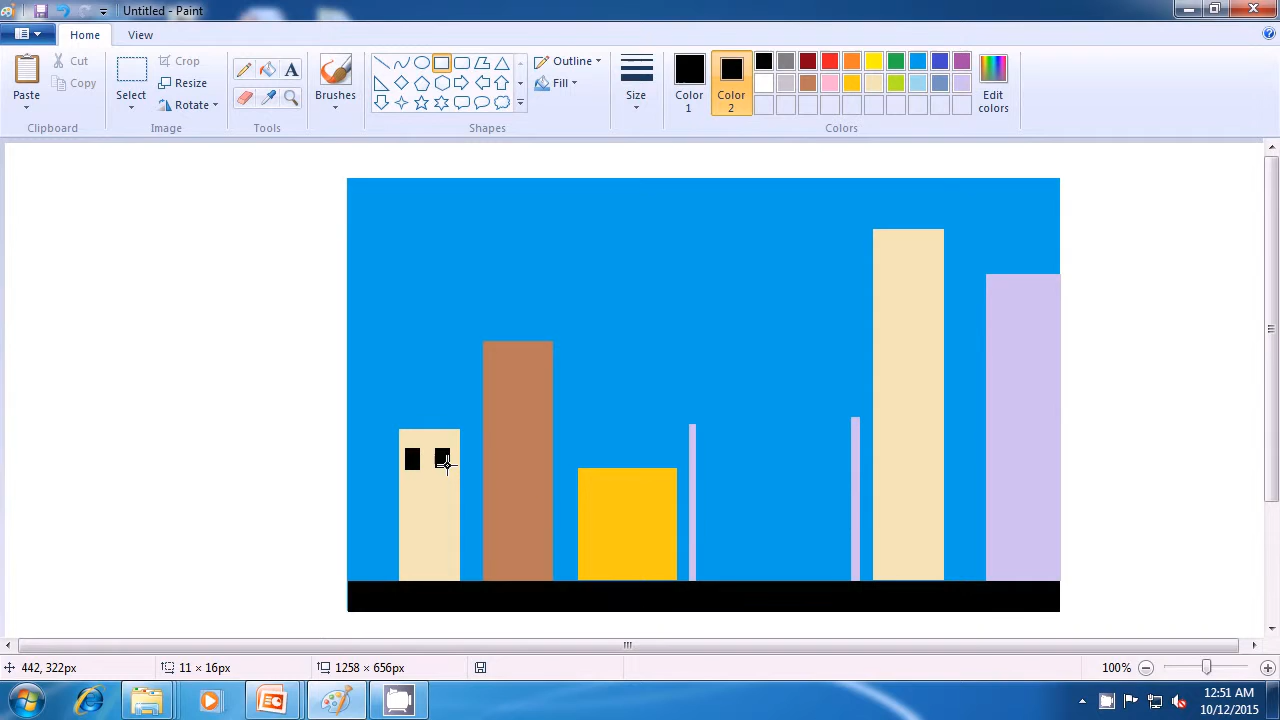 Untitled - Paint
Home
View
Paste
Cut
Copy
Clipboard
Select
Crop
Resize
Rotate
Image
A
Tools
Brushes
Shapes
Outline
Fill
Size
Color 1
Color 2
Edit colors
Colors
442, 322px
11 × 16px
1258 × 656px
100%
12:51 AM
10/12/2015